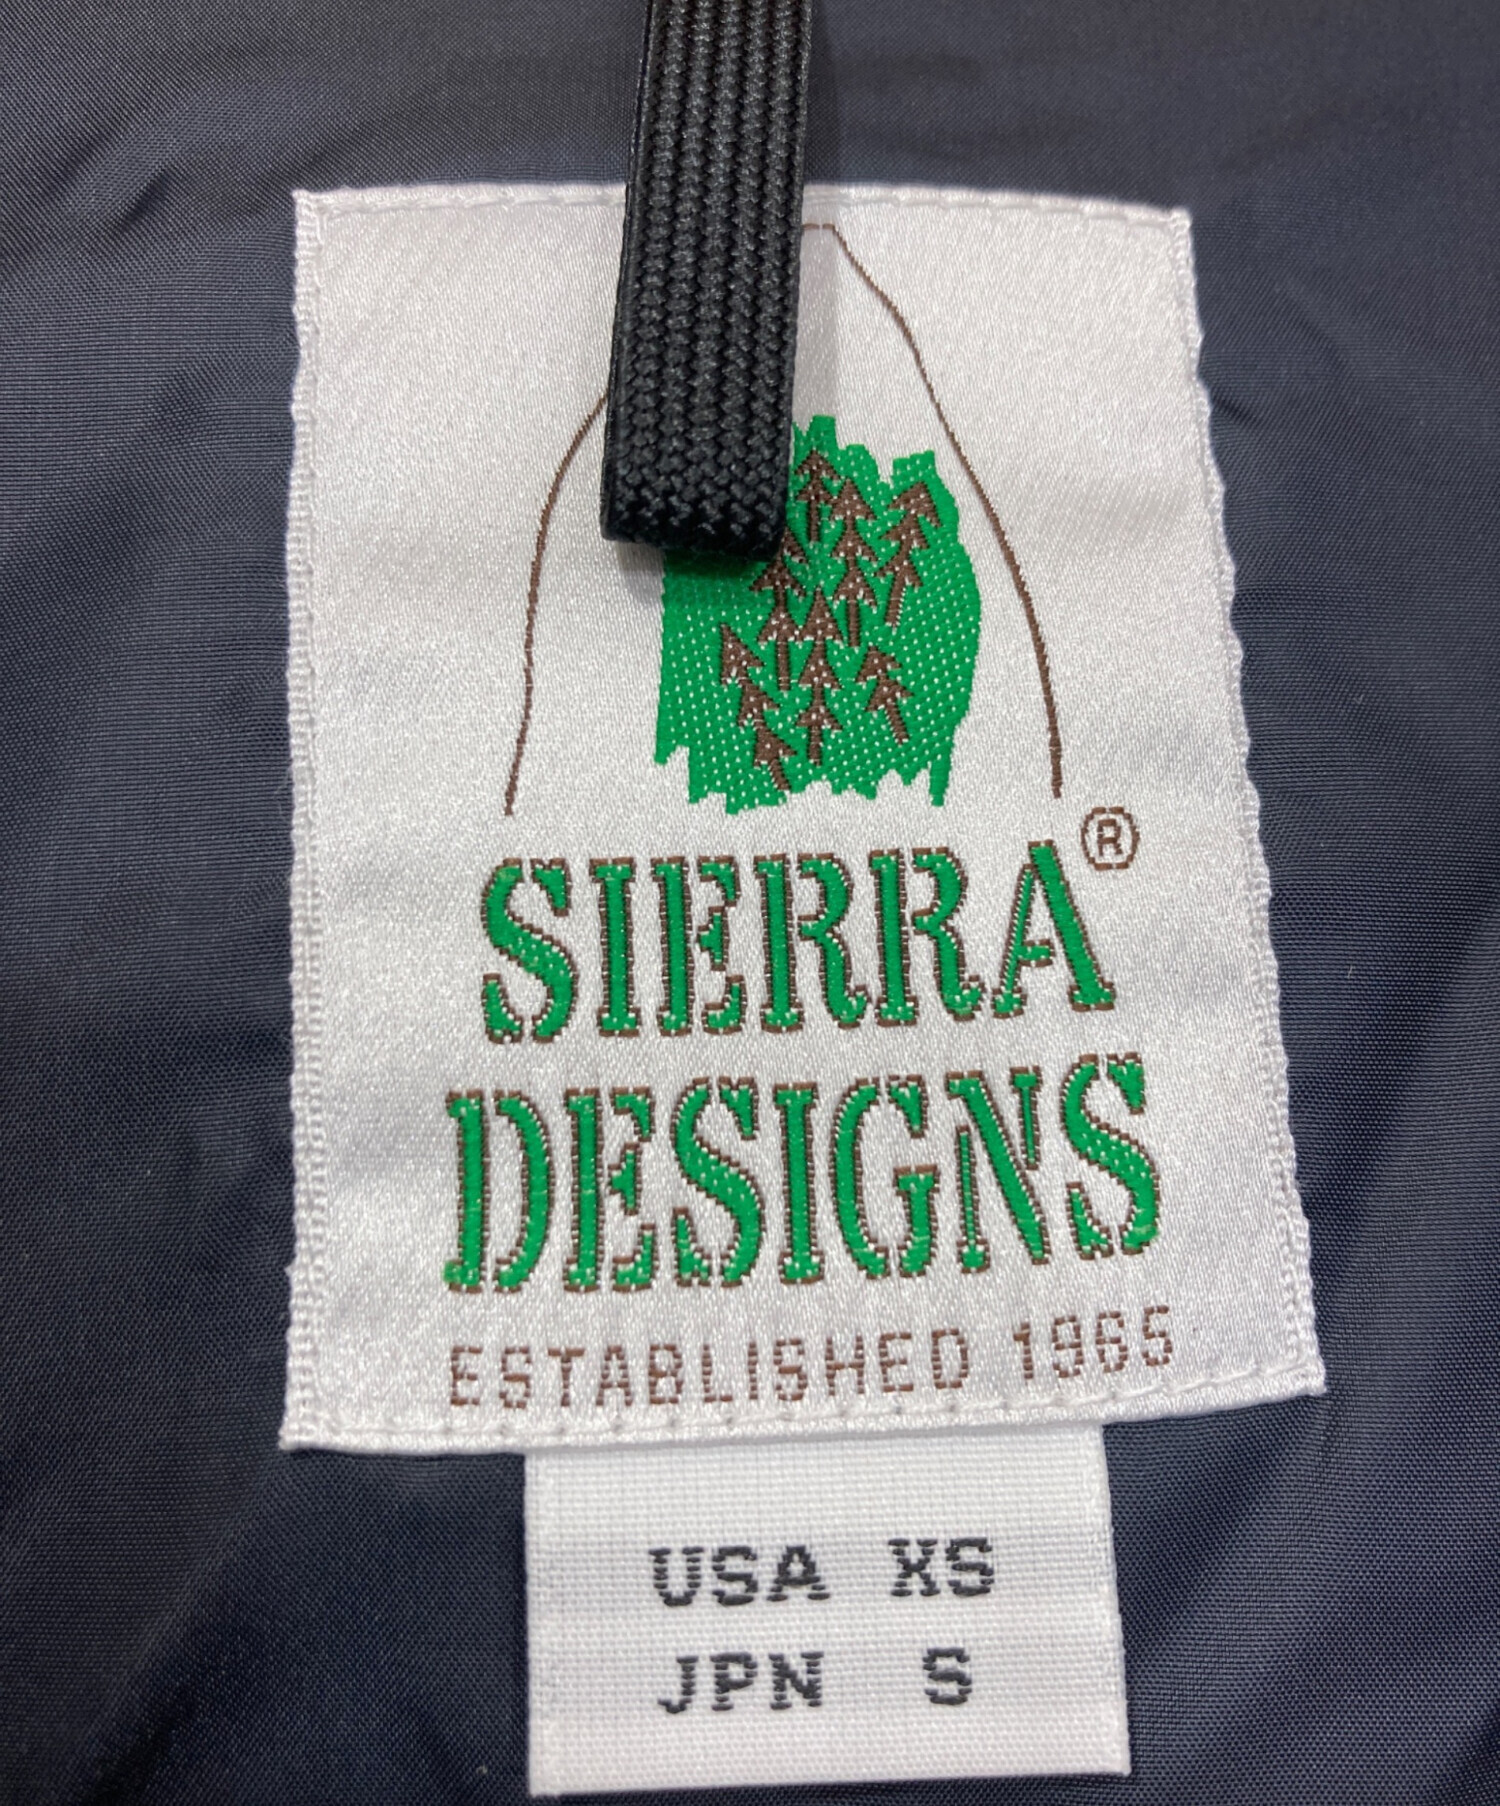 SIERRA®
DESIGNS
ESTABLISHED 1965
USA XS
JPN S